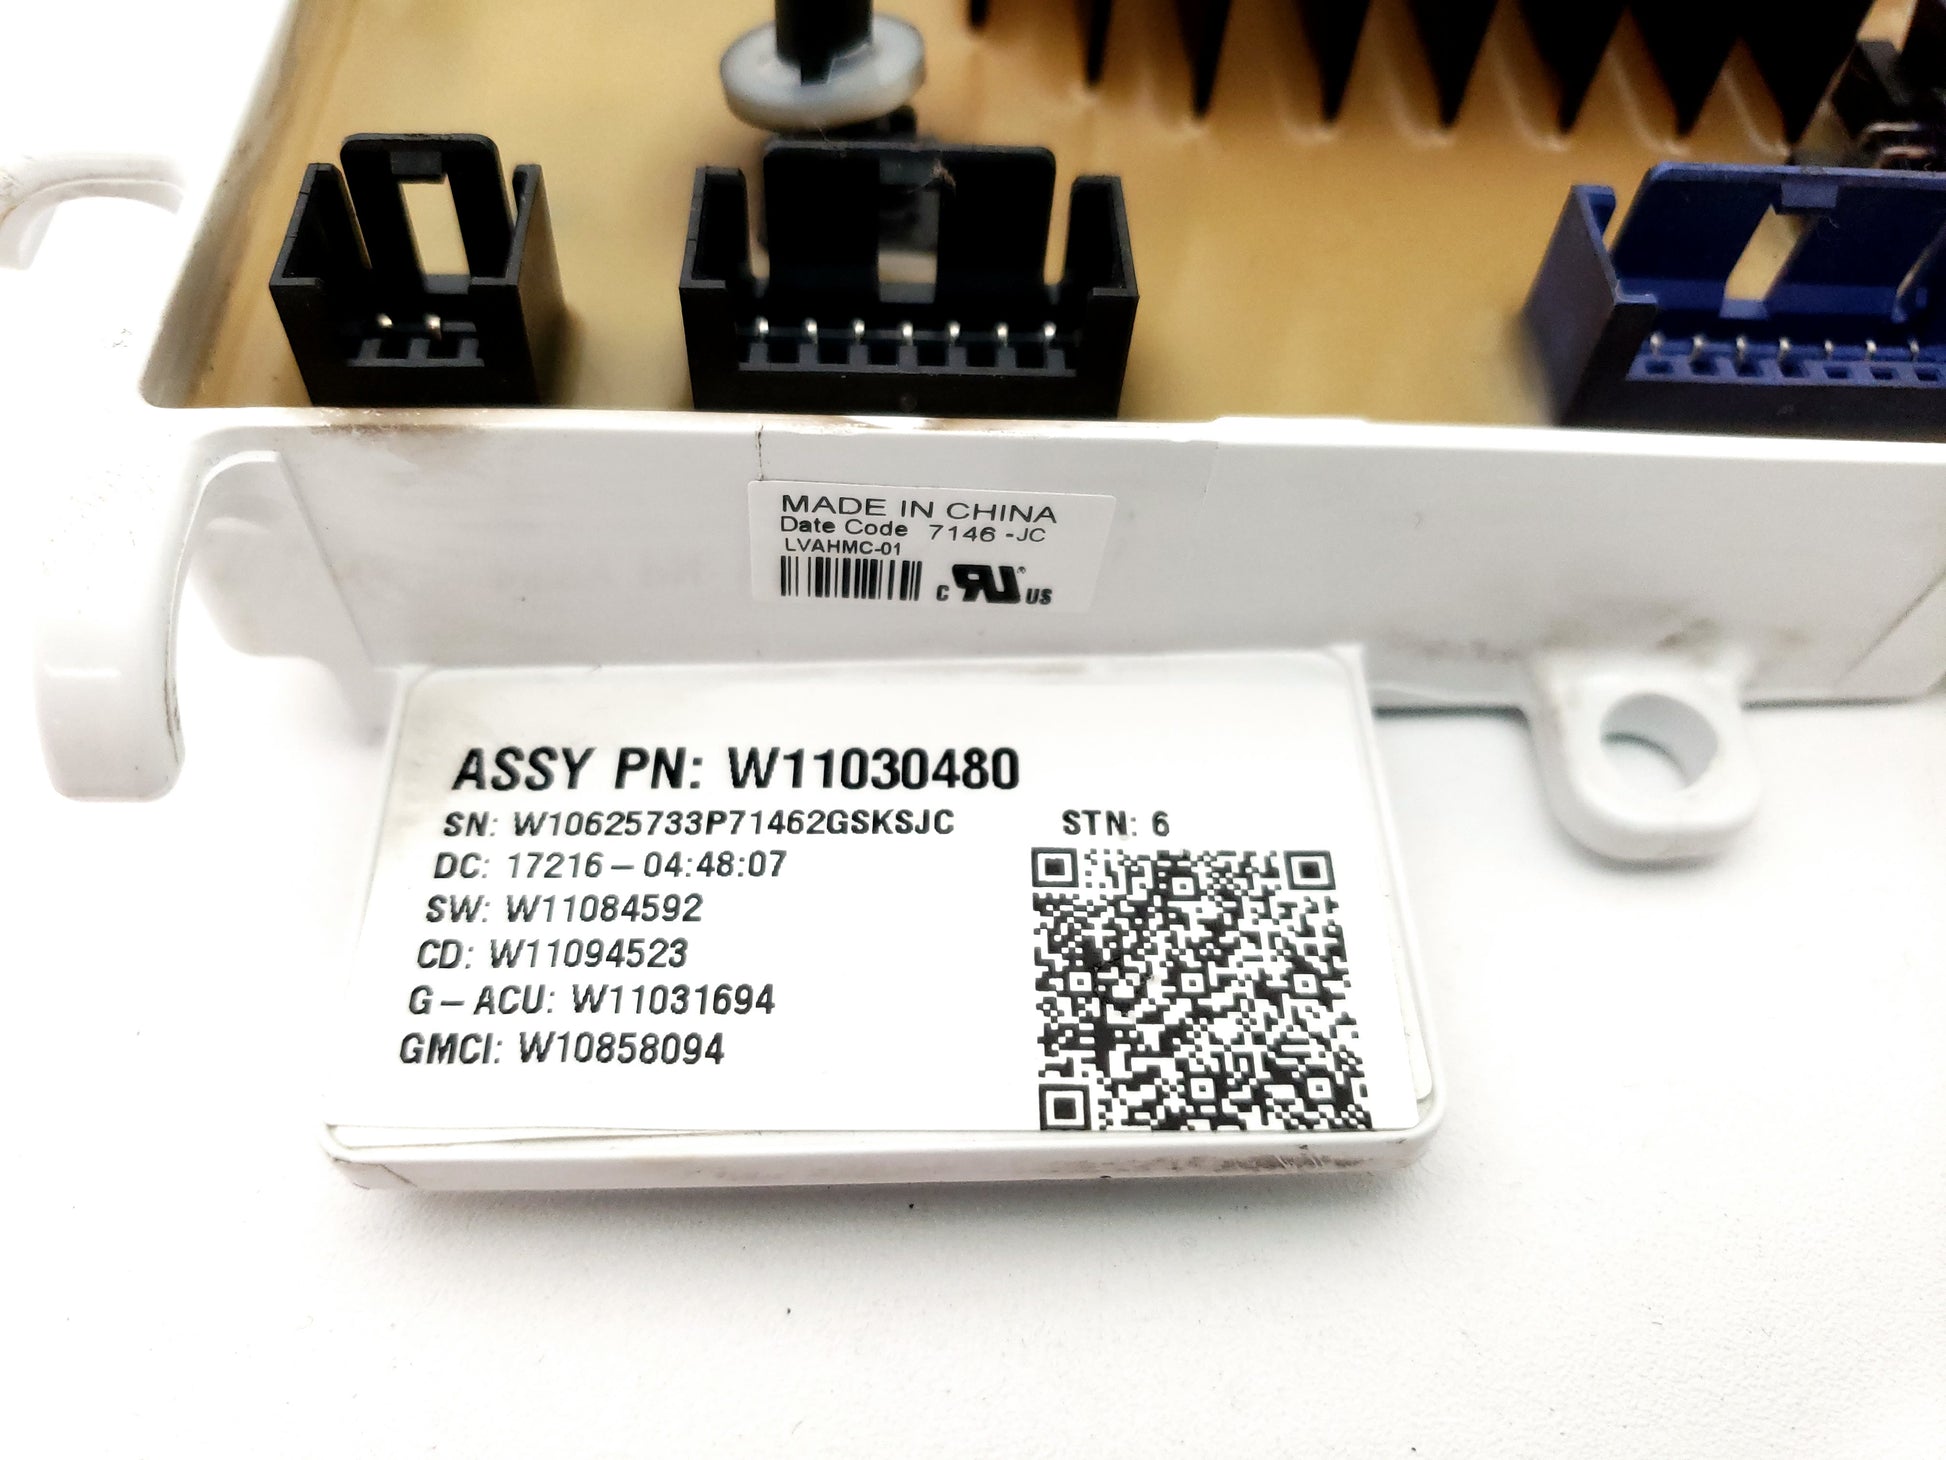 MADE IN CHINA
Date Code 7146 -JC
LVAHMC-01
c RU ® US
ASSY PN: W11030480
SN: W10625733P71462GSKSJC STN: 6
DC: 17216-04:48:07
SW: W11084592
CD: W11094523
G-ACU: W11031694
GMCI: W10858094